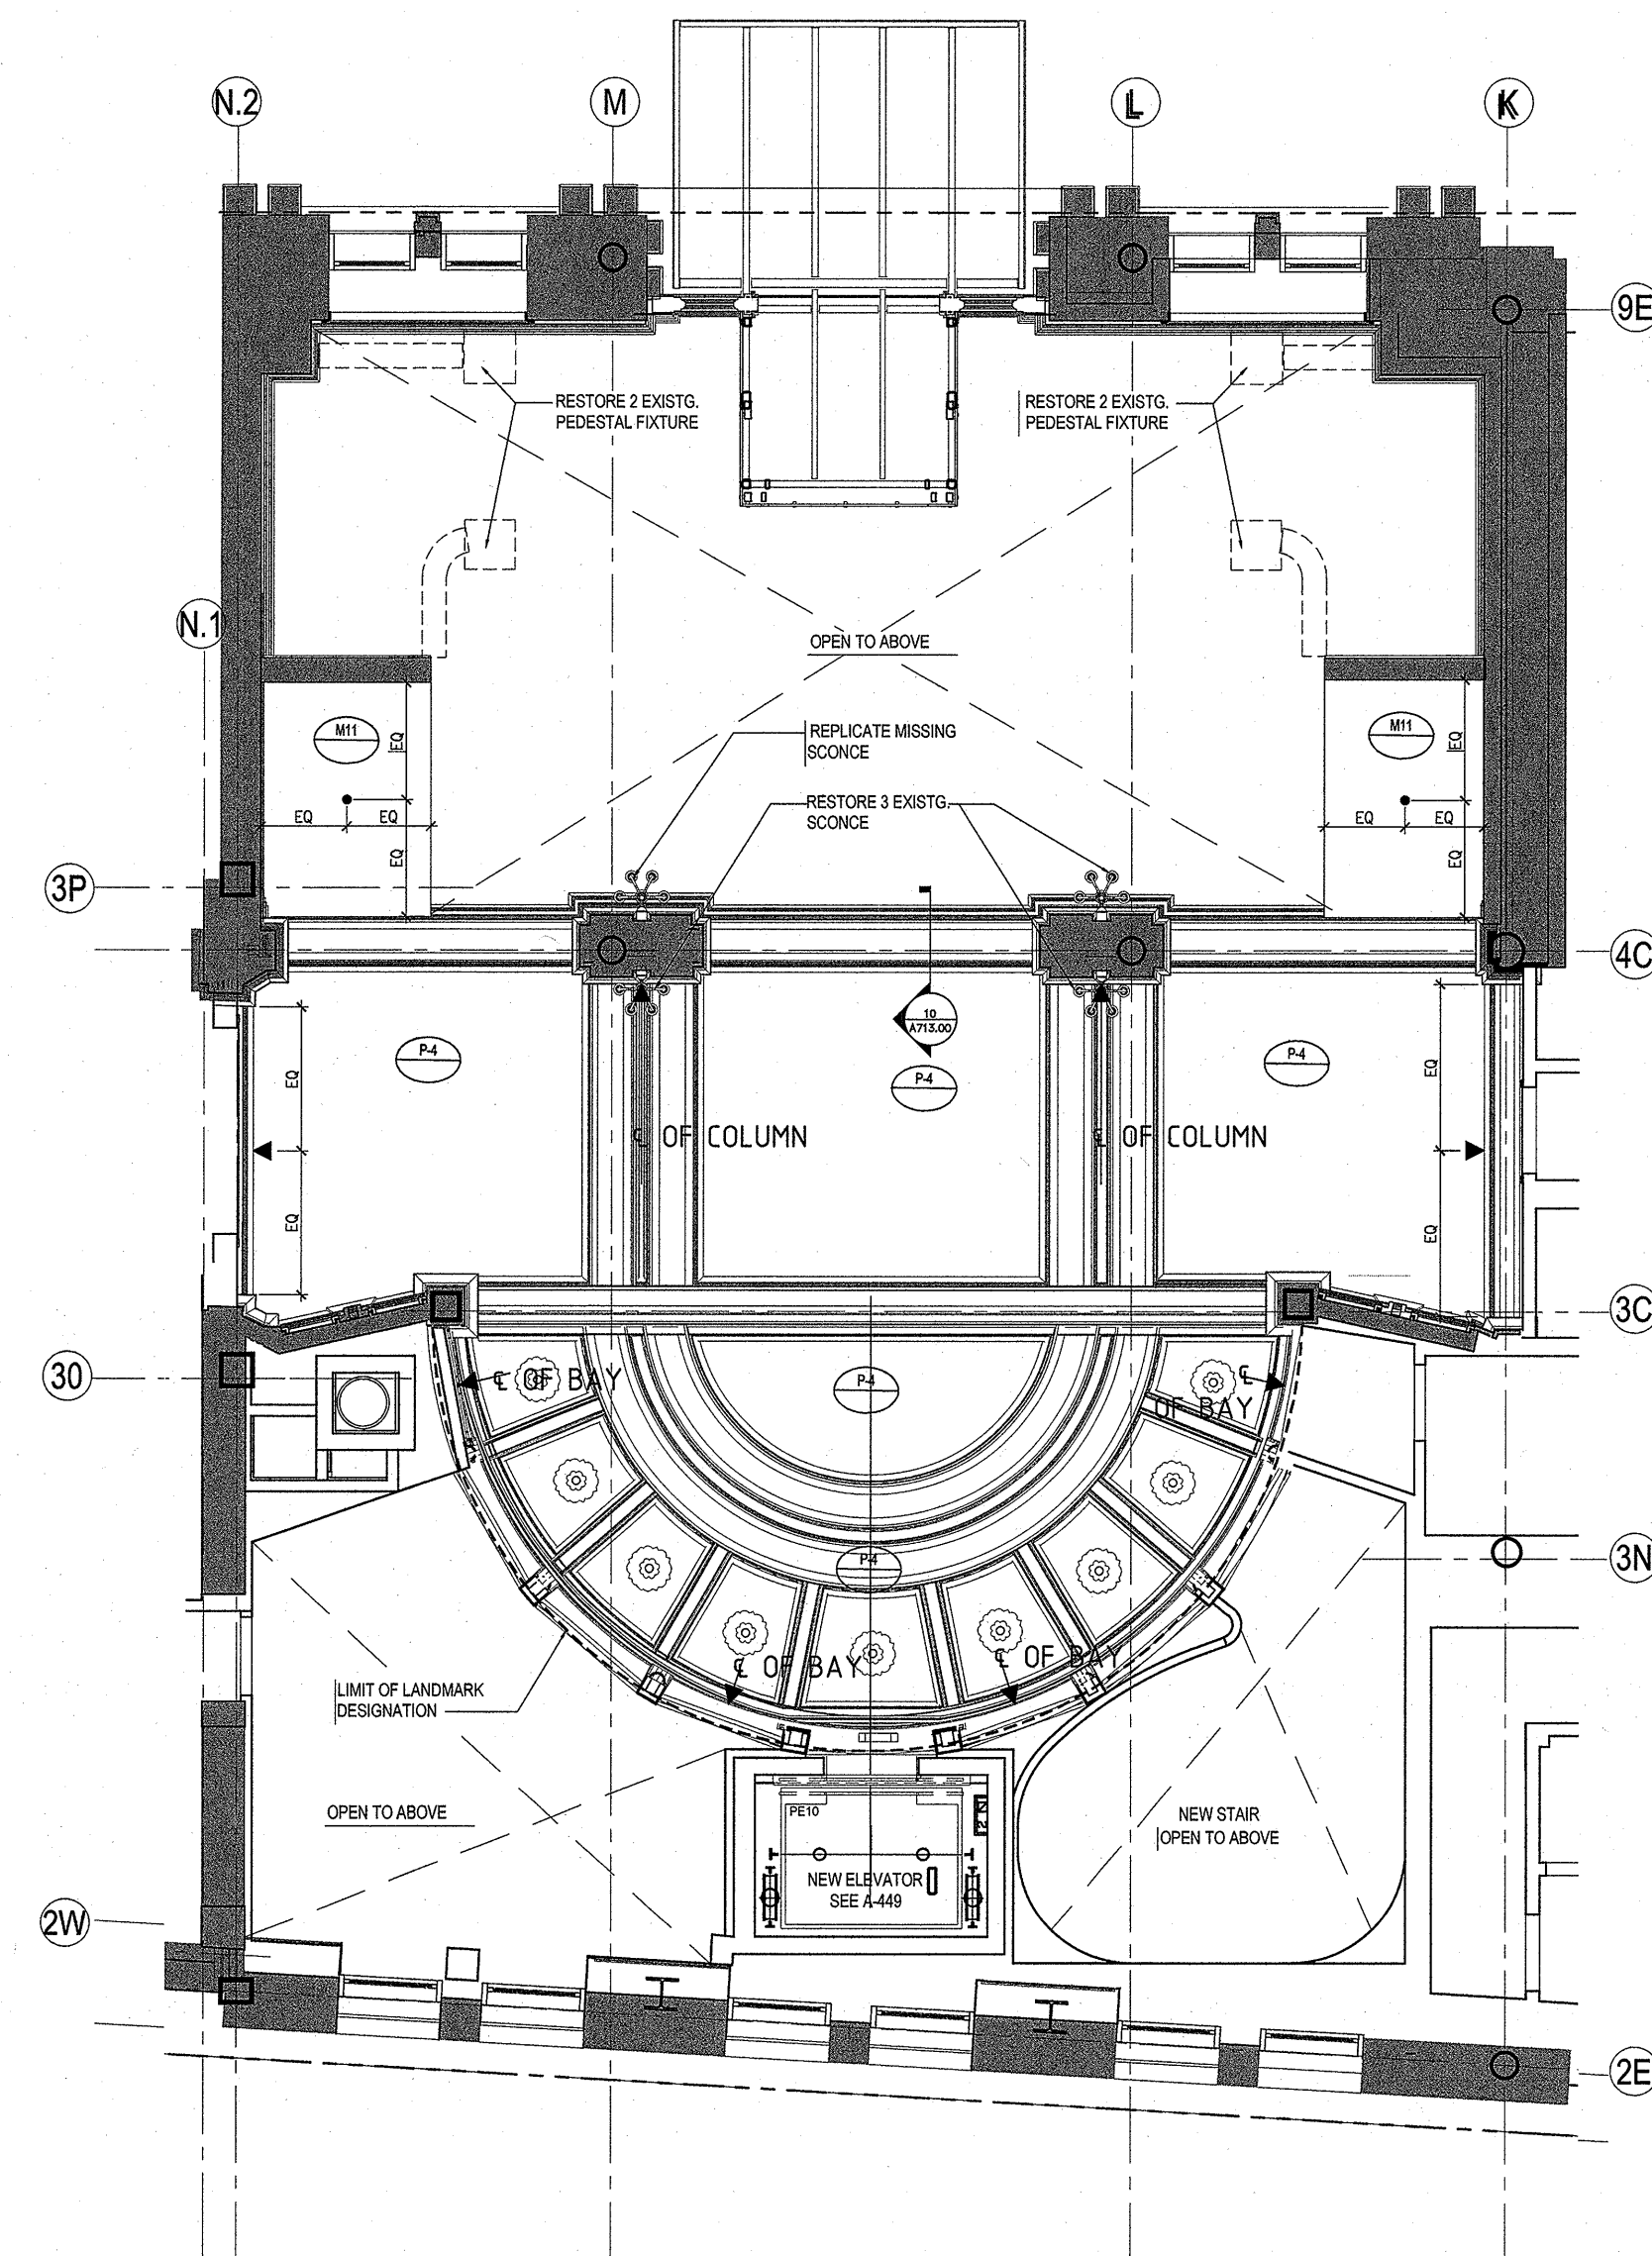 N.2
M
L
K
9E
RESTORE 2 EXISTG.
PEDESTAL FIXTURE
RESTORE 2 EXISTG.
PEDESTAL FIXTURE
N.1
OPEN TO ABOVE
M11
EQ
EQ
EQ
EQ
REPLICATE MISSING
SCONCE
RESTORE 3 EXISTG.
SCONCE
M11
EQ
EQ
EQ
EQ
3P
4C
10
A713.00
P-4
P-4
P-4
EQ
EQ
EQ
EQ
℄ OF COLUMN
℄ OF COLUMN
3C
30
℄ OF BAY
P-4
℄
OF BAY
3N
P-4
℄ OF BAY
℄ OF BAY
LIMIT OF LANDMARK
DESIGNATION
OPEN TO ABOVE
PE10
NEW ELEVATOR
SEE A-449
NEW STAIR
OPEN TO ABOVE
2W
2E